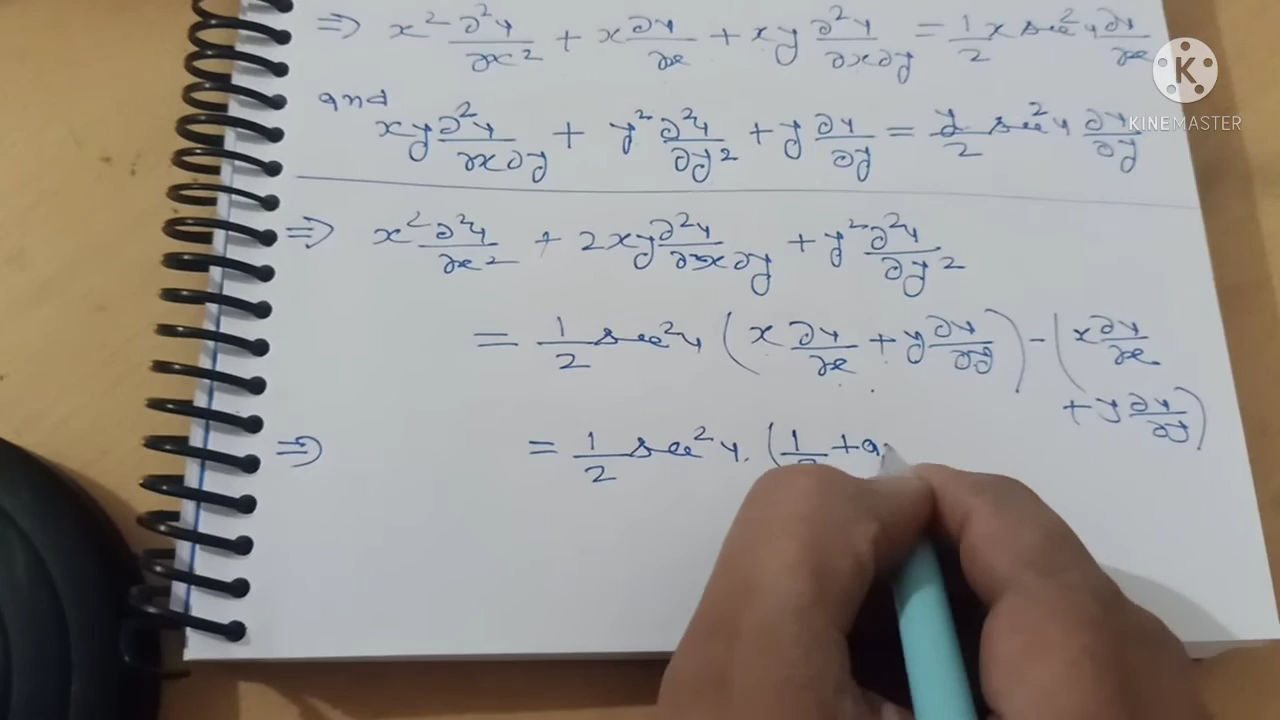 ⇒ x² ∂²u/∂x² + x ∂u/∂x + xy ∂²u/∂x∂y = 1/2 x sec²u ∂u/∂x
K
KINEMASTER
and
xy ∂²u/∂x∂y + y² ∂²u/∂y² + y ∂u/∂y = y/2 sec²u ∂u/∂y
⇒ x² ∂²u/∂x² + 2xy ∂²u/∂x∂y + y² ∂²u/∂y²
= 1/2 sec²u (x ∂u/∂x + y ∂u/∂y) - (x ∂u/∂x
+ y ∂u/∂y)
⇒ = 1/2 sec²u. (1/2 +